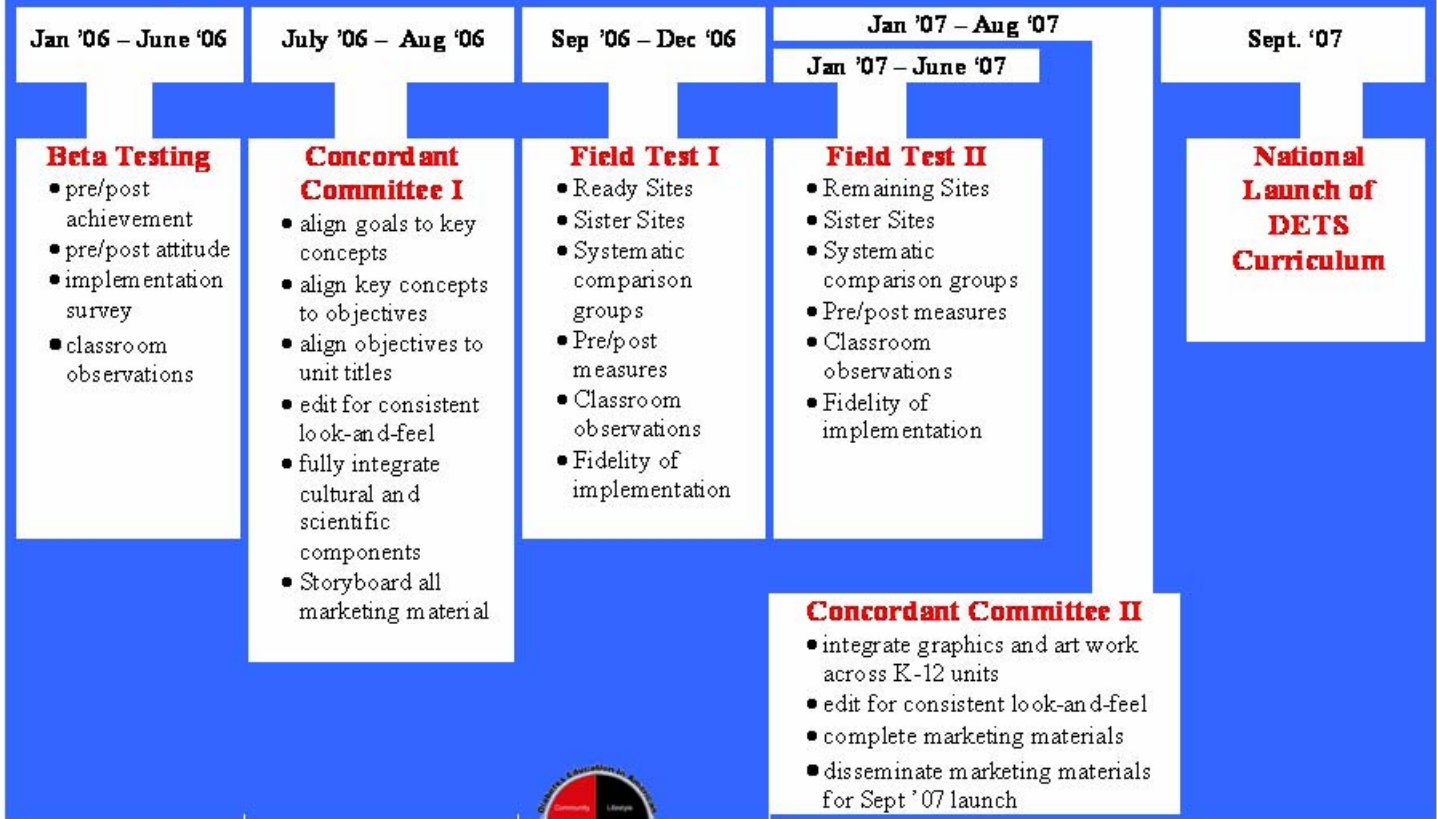 Jan '06 – June '06
Beta Testing
• pre/post
achievement
• pre/post attitude
• implementation
survey
• classroom
observations
July '06 – Aug '06
Concordant
Committee I
• align goals to key
concepts
• align key concepts
to objectives
• align objectives to
unit titles
• edit for consistent
look-and-feel
• fully integrate
cultural and
scientific
components
• Storyboard all
marketing material
Sep '06 – Dec '06
Field Test I
• Ready Sites
• Sister Sites
• Systematic
comparison
groups
• Pre/post
measures
• Classroom
observations
• Fidelity of
implementation
Jan '07 – Aug '07
Jan '07 – June '07
Field Test II
• Remaining Sites
• Sister Sites
• Systematic
comparison groups
• Pre/post measures
• Classroom
observations
• Fidelity of
implementation
Concordant Committee II
• integrate graphics and art work
across K-12 units
• edit for consistent look-and-feel
• complete marketing materials
• disseminate marketing materials
for Sept '07 launch
Sept. '07
National
Launch of
DETS
Curriculum
Diabetes Education in American
Community
Lifestyle